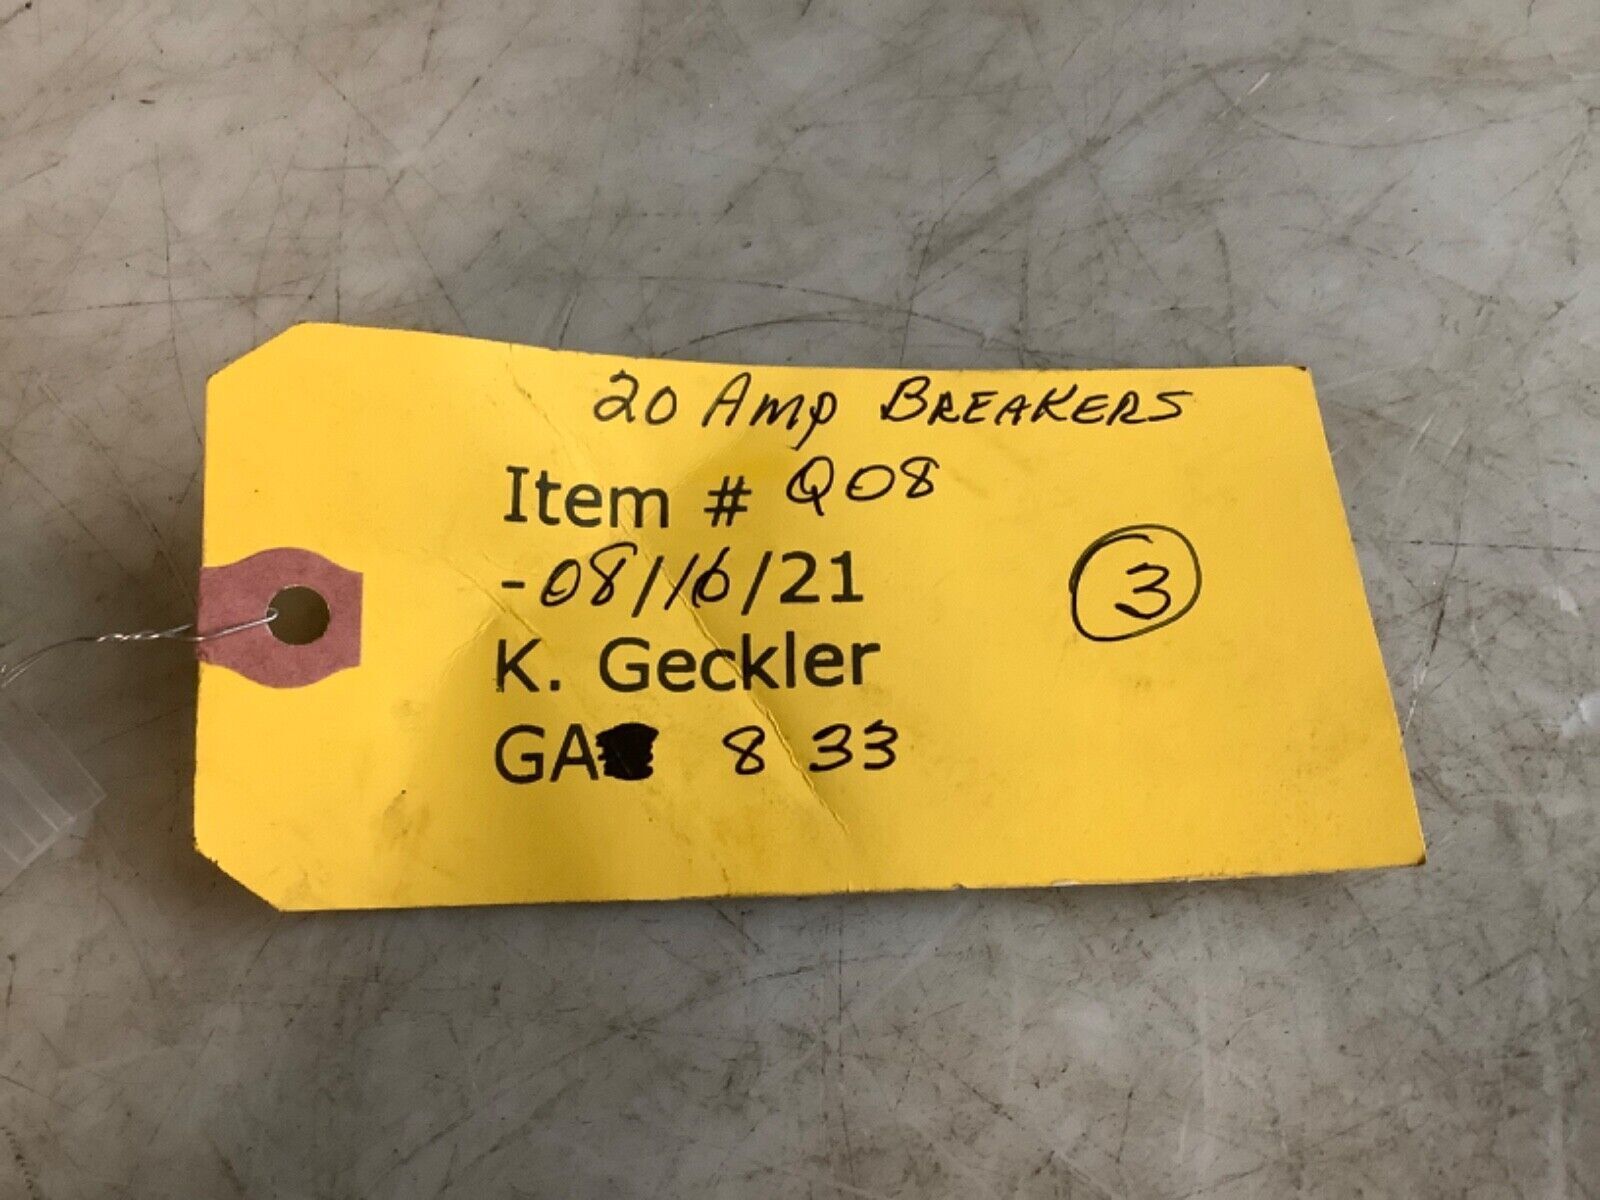 20 Amp BREAKERS
Item # Q08
-08/16/21
3
K. Geckler
GA 8 33